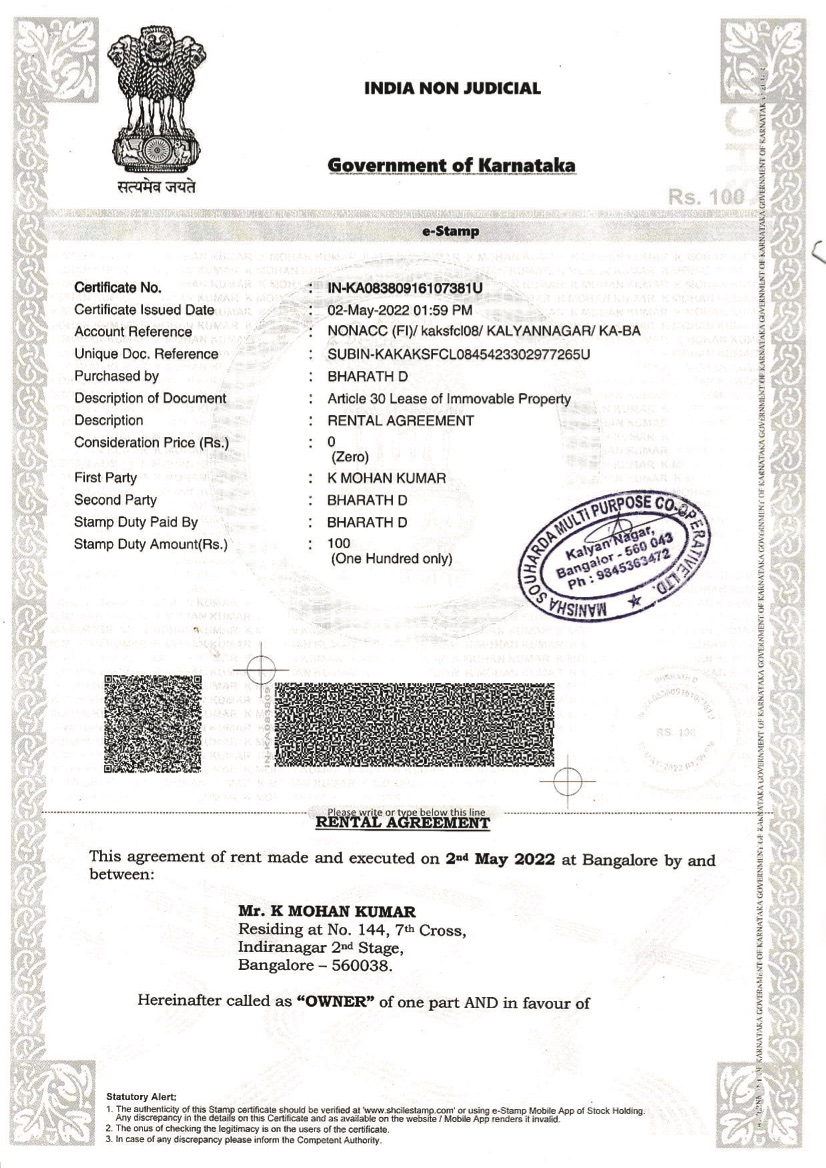 INDIA NON JUDICIAL
Government of Karnataka
सत्यमेव जयते
Rs. 100
e-Stamp
Certificate No. : IN-KA08380916107381U
Certificate Issued Date : 02-May-2022 01:59 PM
Account Reference : NONACC (FI)/ kaksfcl08/ KALYANNAGAR/ KA-BA
Unique Doc. Reference : SUBIN-KAKAKSFCL0845423302977265U
Purchased by : BHARATH D
Description of Document : Article 30 Lease of Immovable Property
Description : RENTAL AGREEMENT
Consideration Price (Rs.) : 0
(Zero)
First Party : K MOHAN KUMAR
Second Party : BHARATH D
Stamp Duty Paid By : BHARATH D
Stamp Duty Amount(Rs.) : 100
(One Hundred only)
MANISHA SOUHARDA MULTI PURPOSE CO-OPERATIVE LTD.
Kalyan Nagar,
Bangalor - 560 043
Ph : 9845363472
RS. 100
Please write or type below this line
RENTAL AGREEMENT
This agreement of rent made and executed on 2nd May 2022 at Bangalore by and
between:
Mr. K MOHAN KUMAR
Residing at No. 144, 7th Cross,
Indiranagar 2nd Stage,
Bangalore – 560038.
Hereinafter called as “OWNER” of one part AND in favour of
Statutory Alert:
1. The authenticity of this Stamp certificate should be verified at 'www.shcilestamp.com' or using e-Stamp Mobile App of Stock Holding.
Any discrepancy in the details on this Certificate and as available on the website / Mobile App renders it invalid.
2. The onus of checking the legitimacy is on the users of the certificate.
3. In case of any discrepancy please inform the Competent Authority.